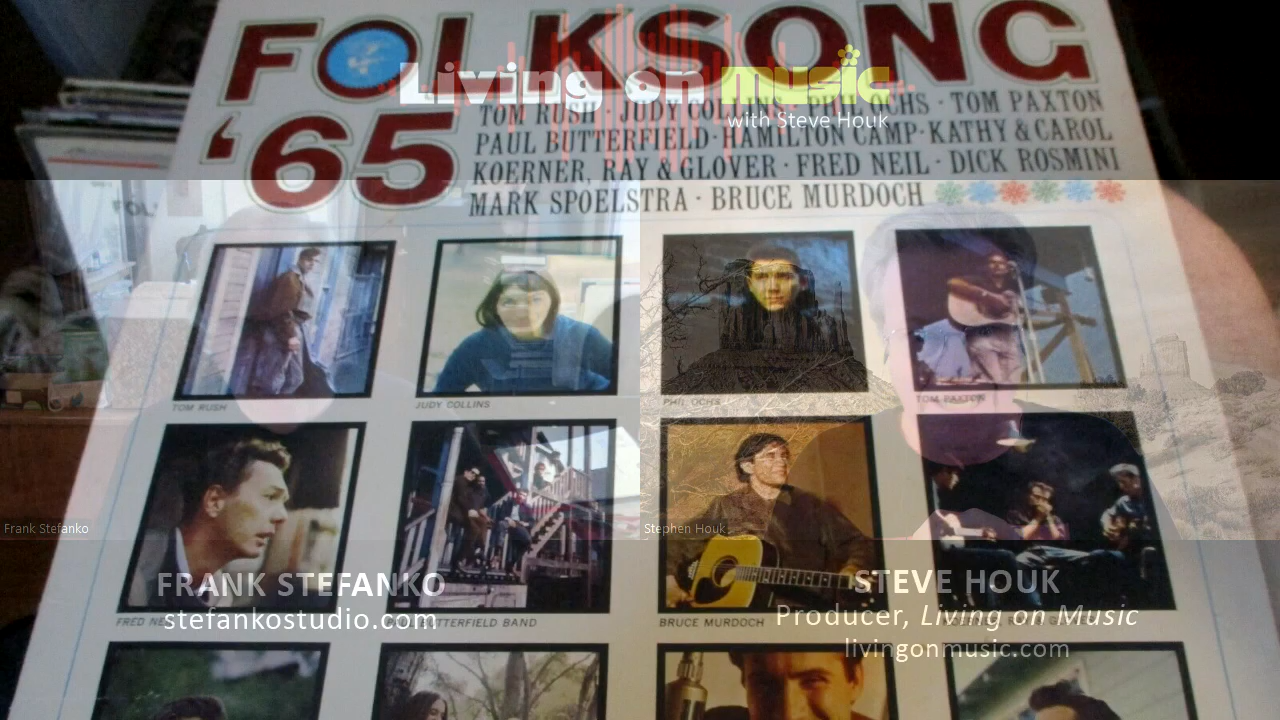 FOLKSONG
Living on music
'65
TOM RUSH · JUDY COLLINS · PHIL OCHS · TOM PAXTON
with Steve Houk
PAUL BUTTERFIELD · HAMILTON CAMP · KATHY & CAROL
KOERNER, RAY & GLOVER · FRED NEIL · DICK ROSMINI
MARK SPOELSTRA · BRUCE MURDOCH
TOM RUSH
JUDY COLLINS
PHIL OCHS
TOM PAXTON
Frank Stefanko
Stephen Houk
FRANK STEFANKO
STEVE HOUK
stefankostudio.com
Producer, Living on Music
FRED
BUTTERFIELD BAND
BRUCE MURDOCH
livingonmusic.com